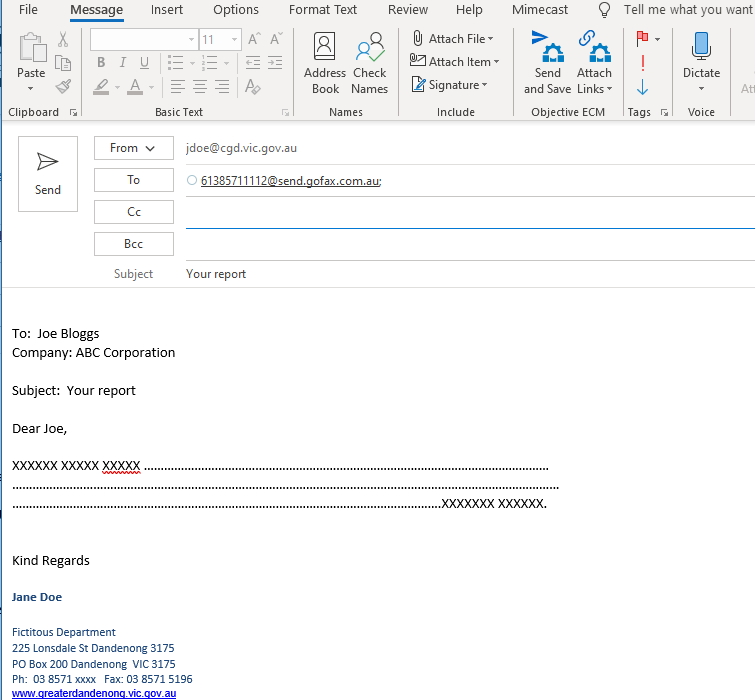 File Message Insert Options Format Text Review Help Mimecast Tell me what you want
11 A^ A˅
Paste B I U Address Book Check Names Attach File Attach Item Signature Send and Save Attach Links Dictate
Clipboard Basic Text Names Include Objective ECM Tags Voice
Send
From jdoe@cgd.vic.gov.au
To 61385711112@send.gofax.com.au;
Cc
Bcc
Subject Your report
To: Joe Bloggs
Company: ABC Corporation
Subject: Your report
Dear Joe,
XXXXXX XXXXX XXXXX ........................................................................................................................
..................................................................................................................................................................
...............................................................................................................................XXXXXXX XXXXXX.
Kind Regards
Jane Doe
Fictitous Department
225 Lonsdale St Dandenong 3175
PO Box 200 Dandenong VIC 3175
Ph: 03 8571 xxxx Fax: 03 8571 5196
www.greaterdandenong.vic.gov.au